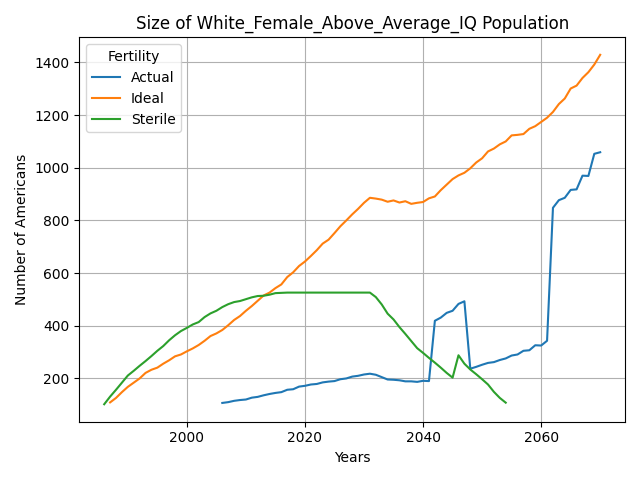 Size of White_Female_Above_Average_IQ Population
Fertility
Actual
Ideal
Sterile
Number of Americans
1400
1200
1000
800
600
400
200
2000
2020
2040
2060
Years